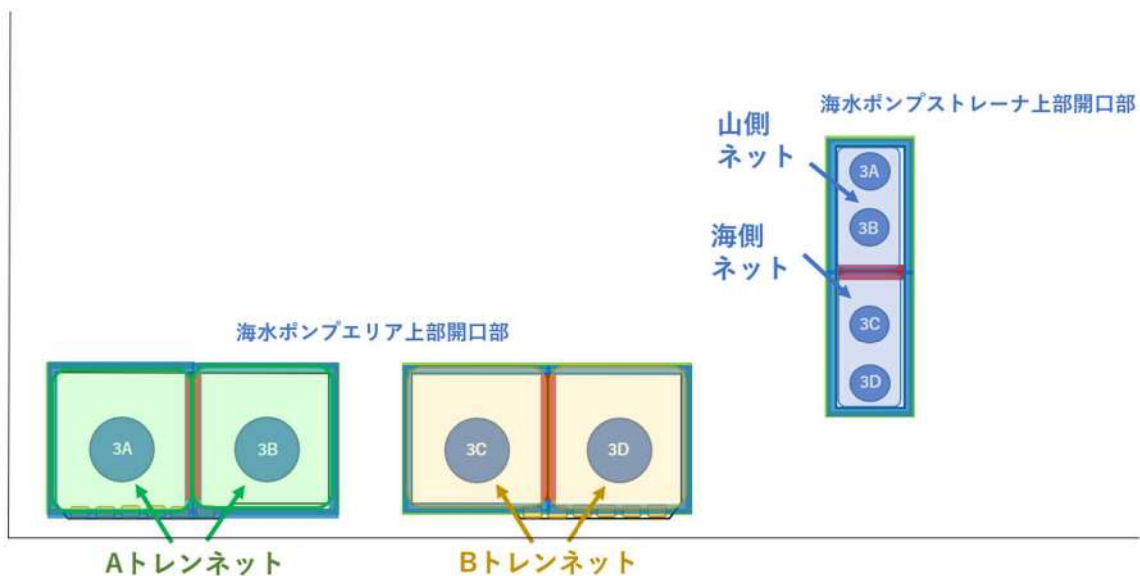 海水ポンプストレーナ上部開口部
山側
ネット
3A
3B
海側
ネット
3C
3D
海水ポンプエリア上部開口部
3A
3B
3C
3D
Aトレンネット
Bトレンネット